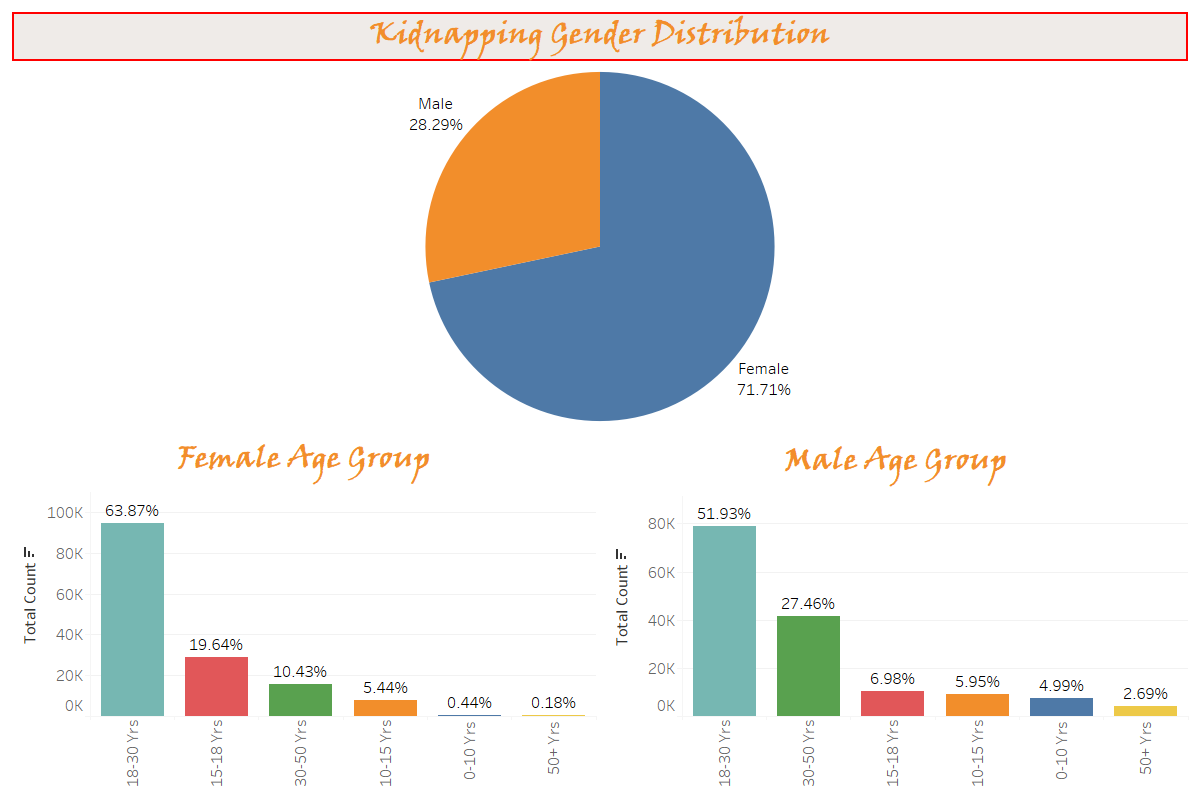 Kidnapping Gender Distribution
Male
28.29%
Female
71.71%
Female Age Group
Total Count
100K
80K
60K
40K
20K
0K
63.87%
19.64%
10.43%
5.44%
0.44%
0.18%
18-30 Yrs
15-18 Yrs
30-50 Yrs
10-15 Yrs
0-10 Yrs
50+ Yrs
Male Age Group
Total Count
80K
60K
40K
20K
0K
51.93%
27.46%
6.98%
5.95%
4.99%
2.69%
18-30 Yrs
30-50 Yrs
15-18 Yrs
10-15 Yrs
0-10 Yrs
50+ Yrs